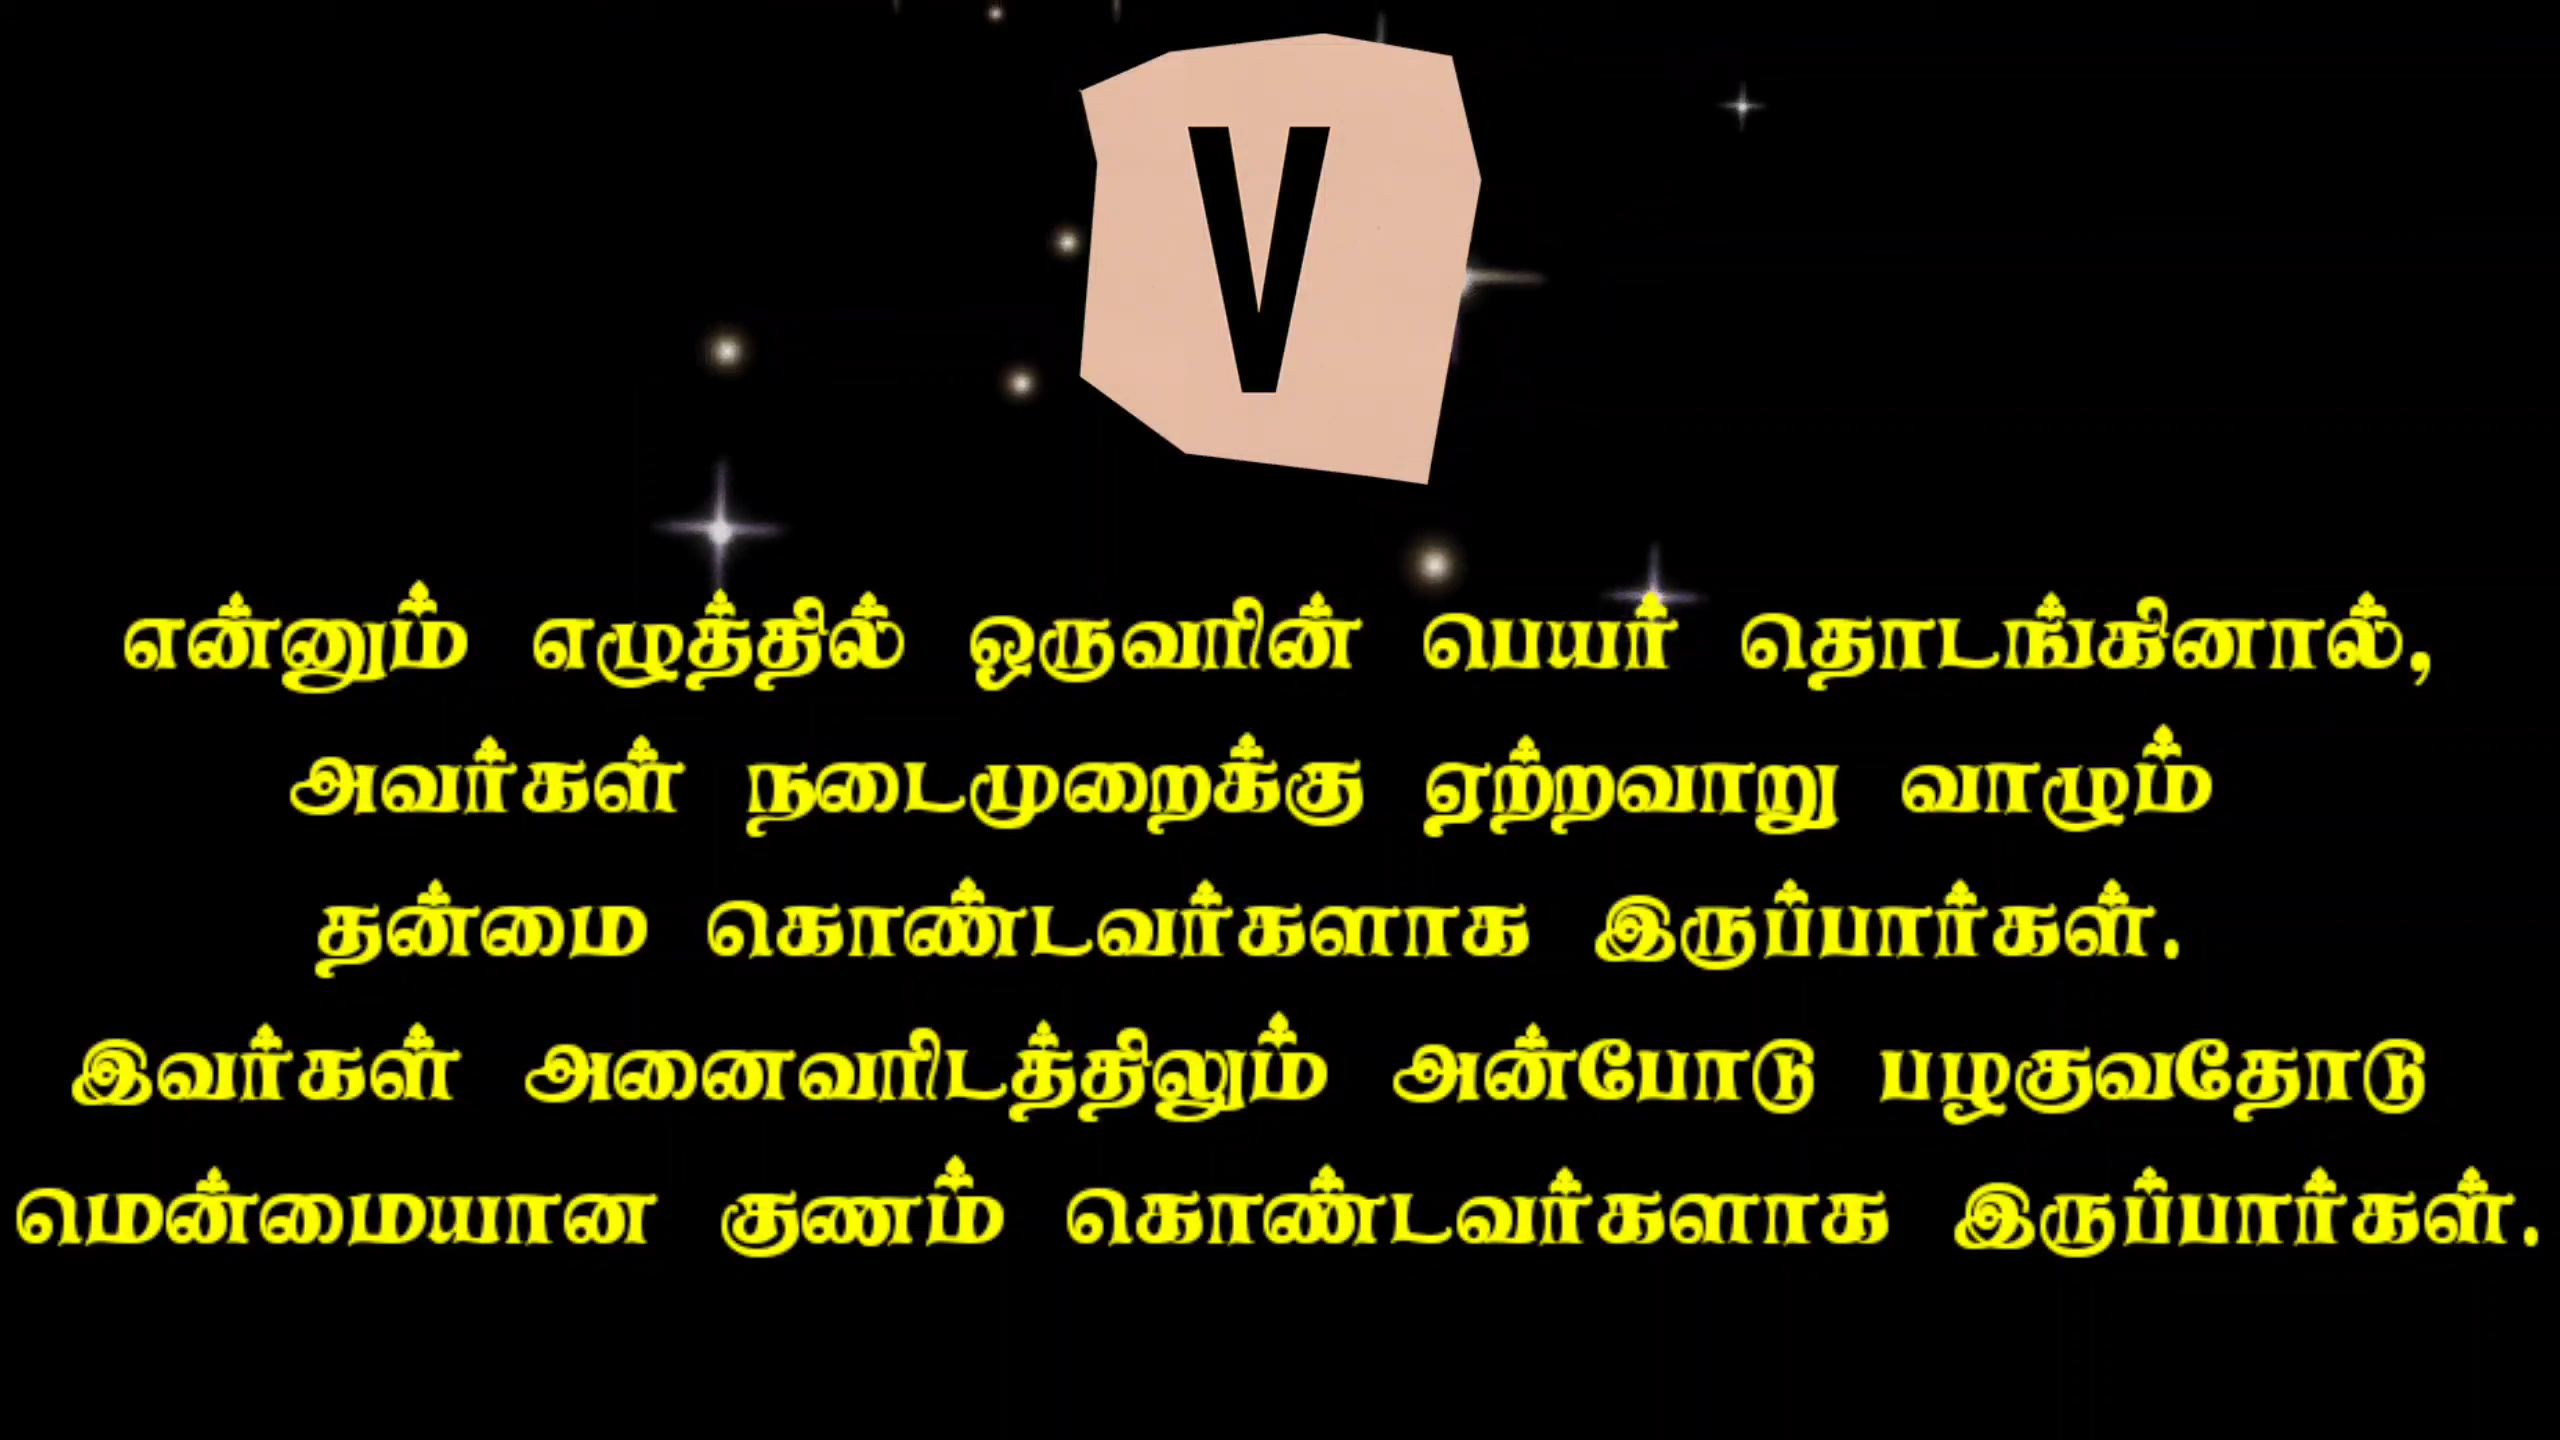 V
என்னும் எழுத்தில் ஒருவரின் பெயர் தொடங்கினால்,
அவர்கள் நடைமுறைக்கு ஏற்றவாறு வாழும்
தன்மை கொண்டவர்களாக இருப்பார்கள்.
இவர்கள் அனைவரிடத்திலும் அன்போடு பழகுவதோடு
மென்மையான குணம் கொண்டவர்களாக இருப்பார்கள்.